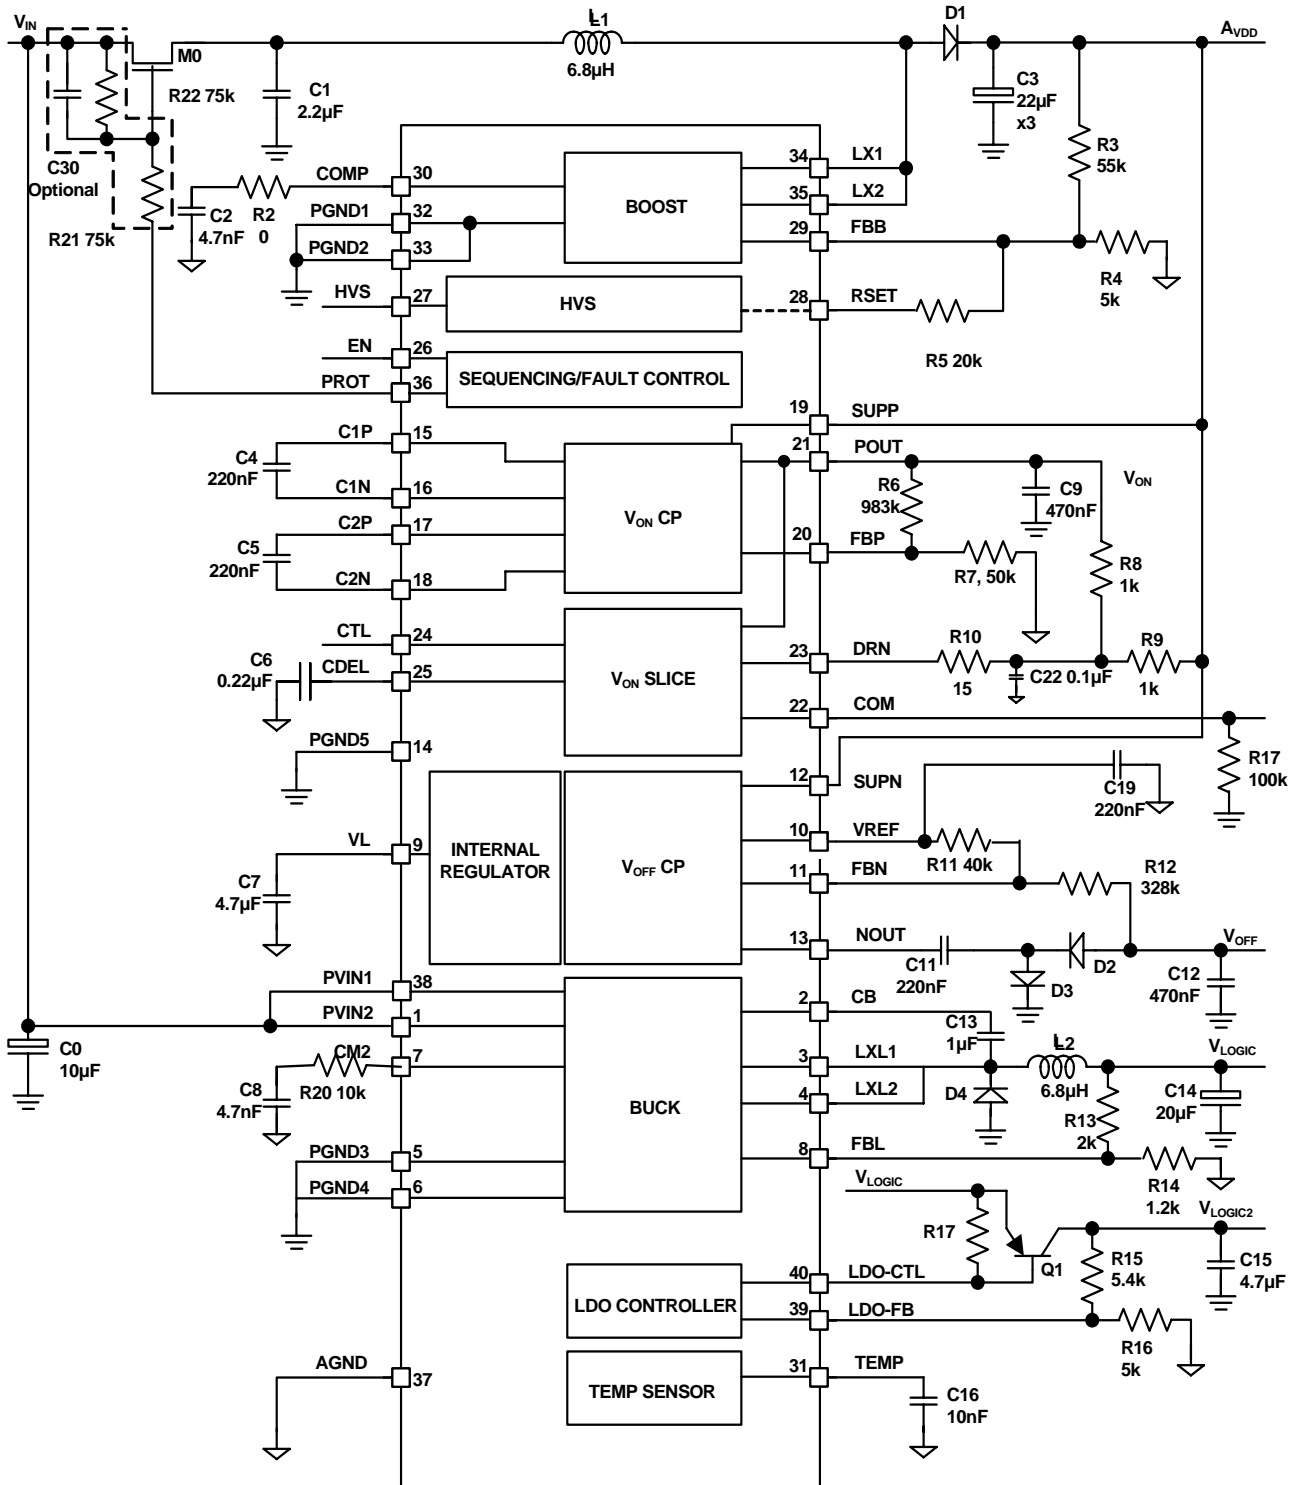 VIN
L1
6.8µH
D1
AVDD
M0
R22 75k
C1
2.2µF
C3
22µF
x3
R3
55k
C30
Optional
R21 75k
C2
4.7nF
R2
0
COMP
30
PGND1
32
PGND2
33
BOOST
34
LX1
35
LX2
29
FBB
R4
5k
HVS
27
HVS
28
RSET
R5 20k
EN
26
PROT
36
SEQUENCING/FAULT CONTROL
19
SUPP
C1P
15
C4
220nF
C1N
16
C2P
17
C5
220nF
C2N
18
VON CP
21
POUT
R6
983k
C9
470nF
VON
20
FBP
R7, 50k
R8
1k
CTL
24
C6
0.22µF
CDEL
25
VON SLICE
23
DRN
R10
15
C22 0.1µF
R9
1k
22
COM
R17
100k
PGND5
14
12
SUPN
C19
220nF
VL
9
C7
4.7µF
INTERNAL
REGULATOR
VOFF CP
10
VREF
R11 40k
11
FBN
R12
328k
13
NOUT
C11
220nF
D3
D2
VOFF
C12
470nF
PVIN1
38
PVIN2
1
C0
10µF
CM2
7
R20 10k
C8
4.7nF
PGND3
5
PGND4
6
BUCK
2
CB
C13
1µF
3
LXL1
4
LXL2
D4
L2
6.8µH
VLOGIC
C14
20µF
R13
2k
8
FBL
R14
1.2k
VLOGIC
R17
Q1
VLOGIC2
R15
5.4k
C15
4.7µF
LDO CONTROLLER
40
LDO-CTL
39
LDO-FB
R16
5k
AGND
37
TEMP SENSOR
31
TEMP
C16
10nF